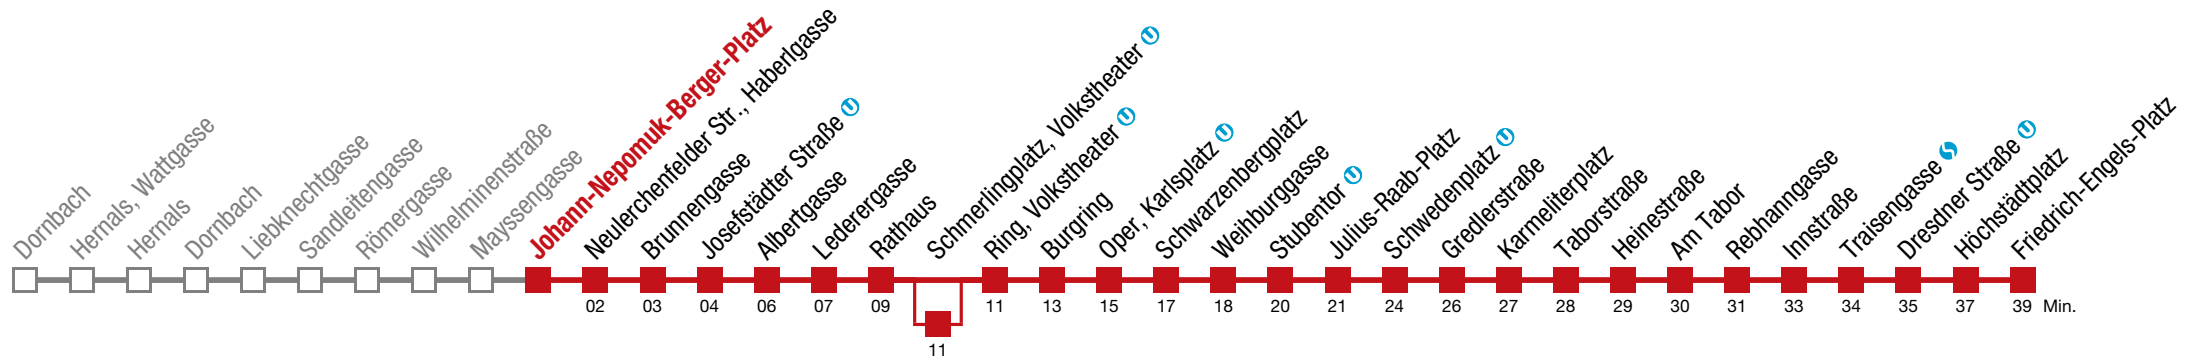 Dornbach
Hernals, Wattgasse
Hernals
Dornbach
Liebknechtgasse
Sandleitengasse
Römergasse
Wilhelminenstraße
Mayssengasse
Johann-Nepomuk-Berger-Platz
Neulerchenfelder Str., Haberlgasse
Brunnengasse
Josefstädter Straße U
Albertgasse
Lederergasse
Rathaus
Schmerlingplatz, Volkstheater U
Ring, Volkstheater U
Burgring
Oper, Karlsplatz U
Schwarzenbergplatz
Weihburggasse
Stubentor U
Julius-Raab-Platz
Schwedenplatz U
Gredlerstraße
Karmeliterplatz
Taborstraße
Heinestraße
Am Tabor
Rebhanngasse
Innstraße
Traisengasse S
Dresdner Straße U
Höchstädtplatz
Friedrich-Engels-Platz
02 03 04 06 07 09 11 13 15 17 18 20 21 24 26 27 28 29 30 31 33 34 35 37 39 Min.
11